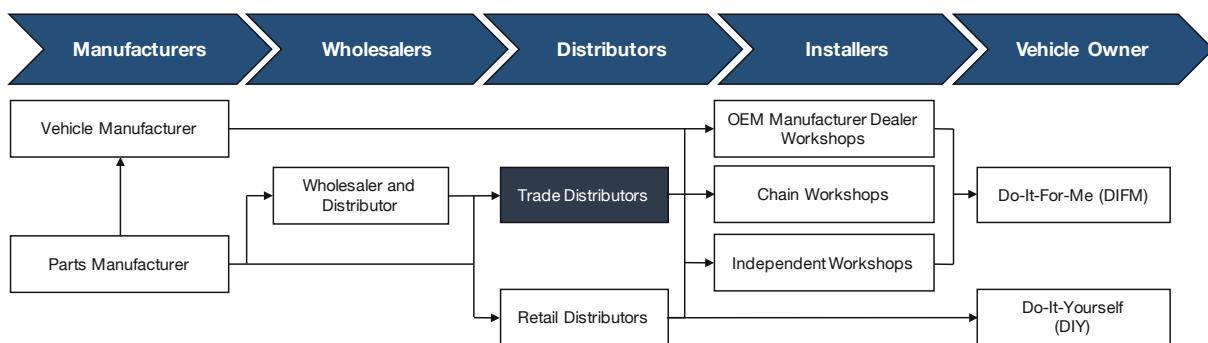 Manufacturers
Wholesalers
Distributors
Installers
Vehicle Owner
Vehicle Manufacturer
OEM Manufacturer Dealer
Workshops
Wholesaler and
Distributor
Trade Distributors
Chain Workshops
Do-It-For-Me (DIFM)
Parts Manufacturer
Independent Workshops
Retail Distributors
Do-It-Yourself
(DIY)